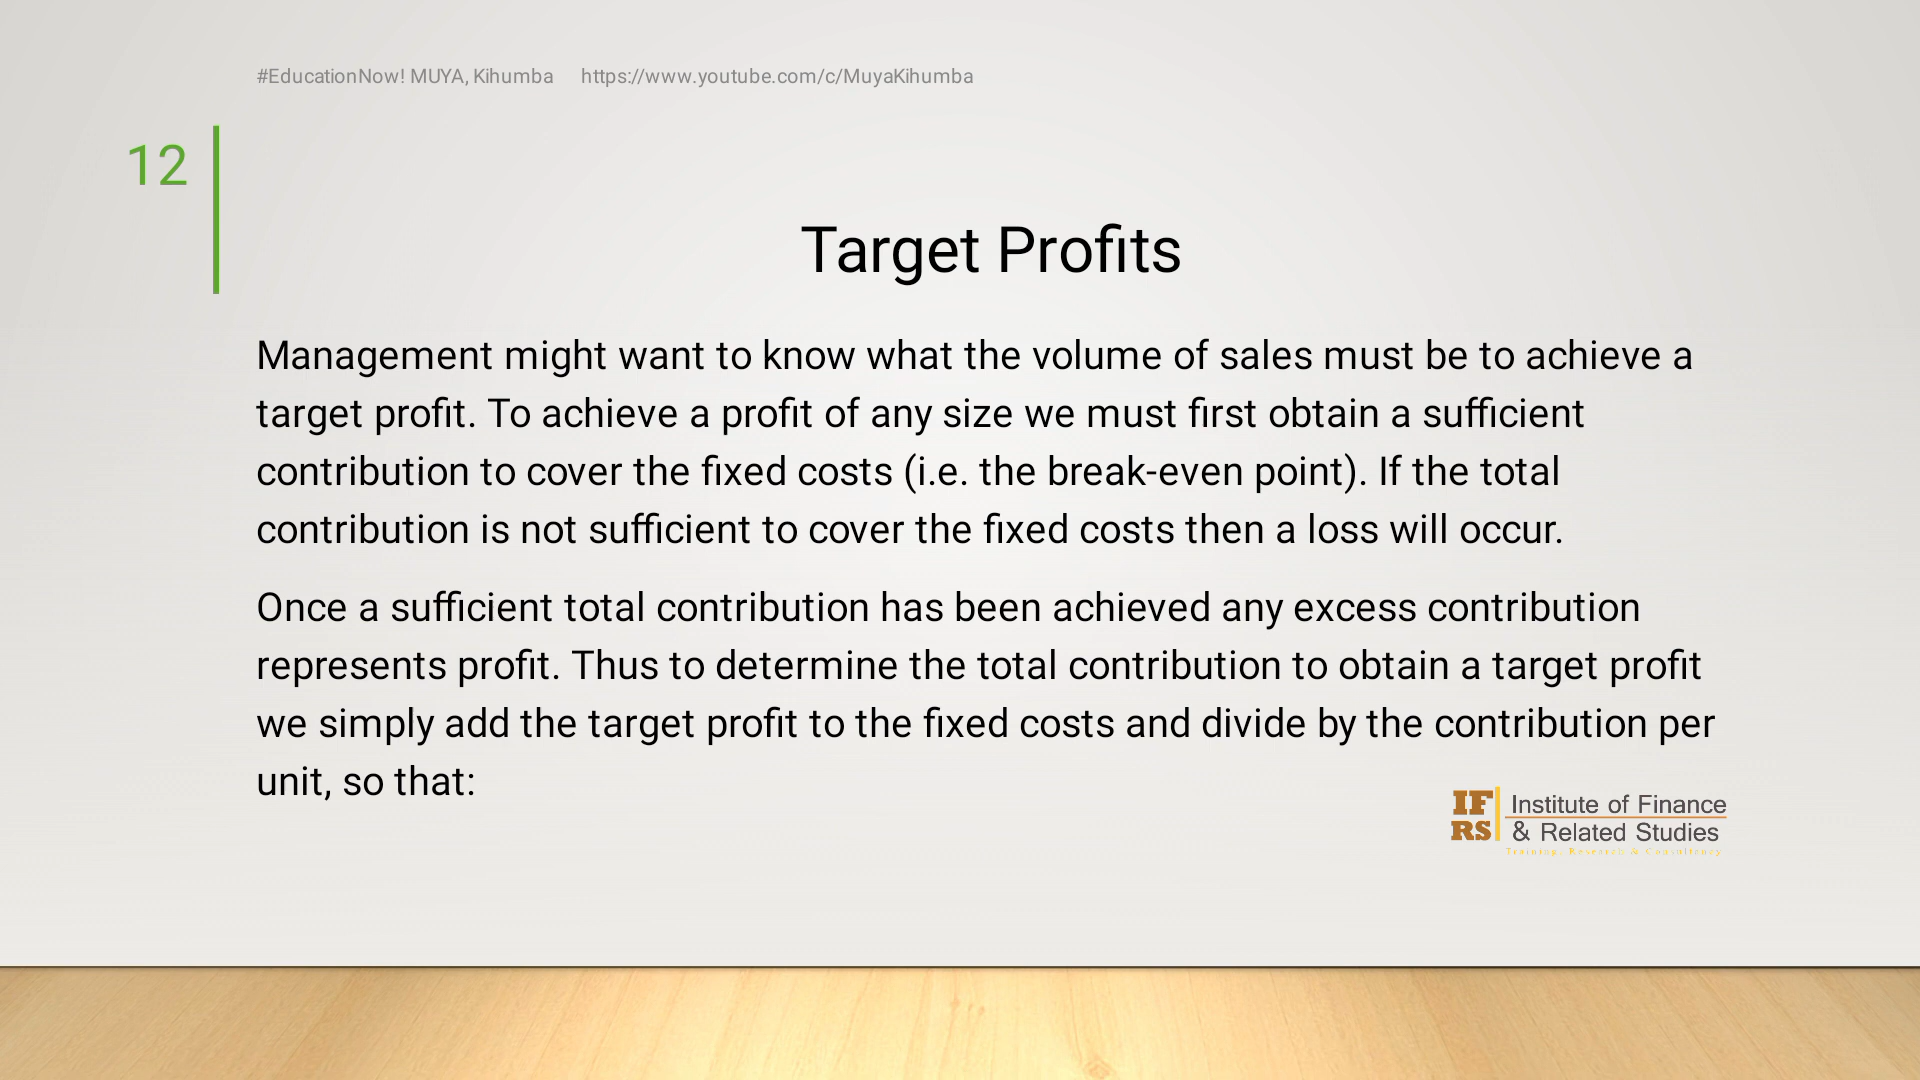 #EducationNow! MUYA, Kihumba https://www.youtube.com/c/MuyaKihumba
12
Target Profits
Management might want to know what the volume of sales must be to achieve a
target profit. To achieve a profit of any size we must first obtain a sufficient
contribution to cover the fixed costs (i.e. the break-even point). If the total
contribution is not sufficient to cover the fixed costs then a loss will occur.
Once a sufficient total contribution has been achieved any excess contribution
represents profit. Thus to determine the total contribution to obtain a target profit
we simply add the target profit to the fixed costs and divide by the contribution per
unit, so that:
IF
RS
Institute of Finance
& Related Studies
Training, Research & Consultancy